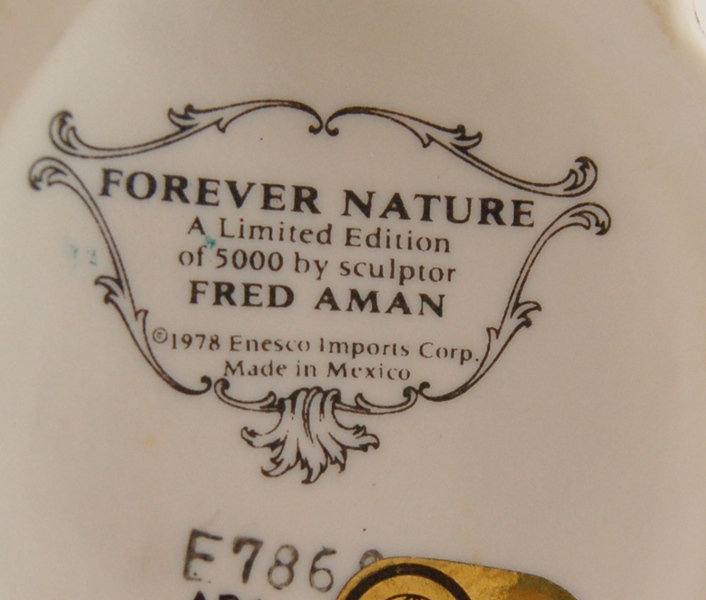 FOREVER NATURE
A Limited Edition
of 5000 by sculptor
FRED AMAN
©1978 Enesco Imports Corp.
Made in Mexico